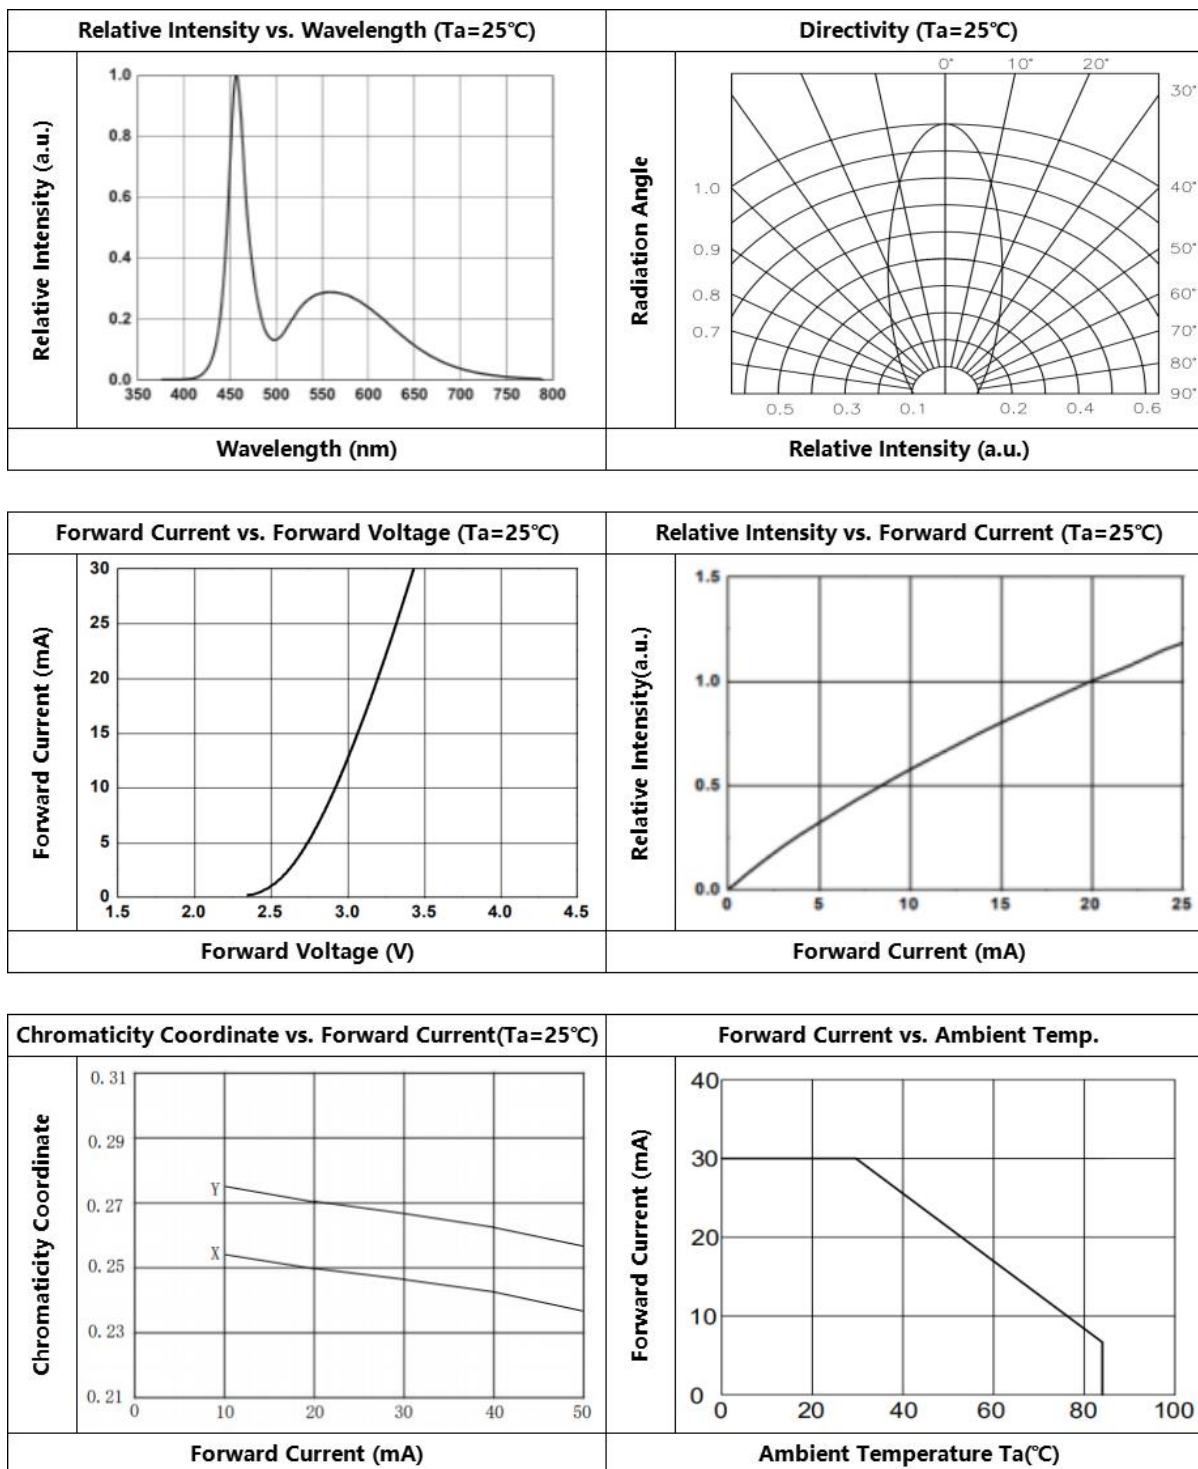 Relative Intensity vs. Wavelength (Ta=25℃)
Directivity (Ta=25℃)
Relative Intensity (a.u.)
1.0
0.8
0.6
0.4
0.2
0.0
350 400 450 500 550 600 650 700 750 800
Radiation Angle
0° 10° 20°
30°
1.0 40°
0.9 50°
0.8 60°
0.7 70°
80°
90°
0.5 0.3 0.1 0.2 0.4 0.6
Wavelength (nm)
Relative Intensity (a.u.)
Forward Current vs. Forward Voltage (Ta=25℃)
Relative Intensity vs. Forward Current (Ta=25℃)
Forward Current (mA)
30
25
20
15
10
5
0
1.5 2.0 2.5 3.0 3.5 4.0 4.5
Relative Intensity(a.u.)
1.5
1.0
0.5
0.0
0 5 10 15 20 25
Forward Voltage (V)
Forward Current (mA)
Chromaticity Coordinate vs. Forward Current(Ta=25℃)
Forward Current vs. Ambient Temp.
Chromaticity Coordinate
0.31
0.29
Y
0.27
X
0.25
0.23
0.21
0 10 20 30 40 50
Forward Current (mA)
40
30
20
10
0
0 20 40 60 80 100
Forward Current (mA)
Ambient Temperature Ta(℃)